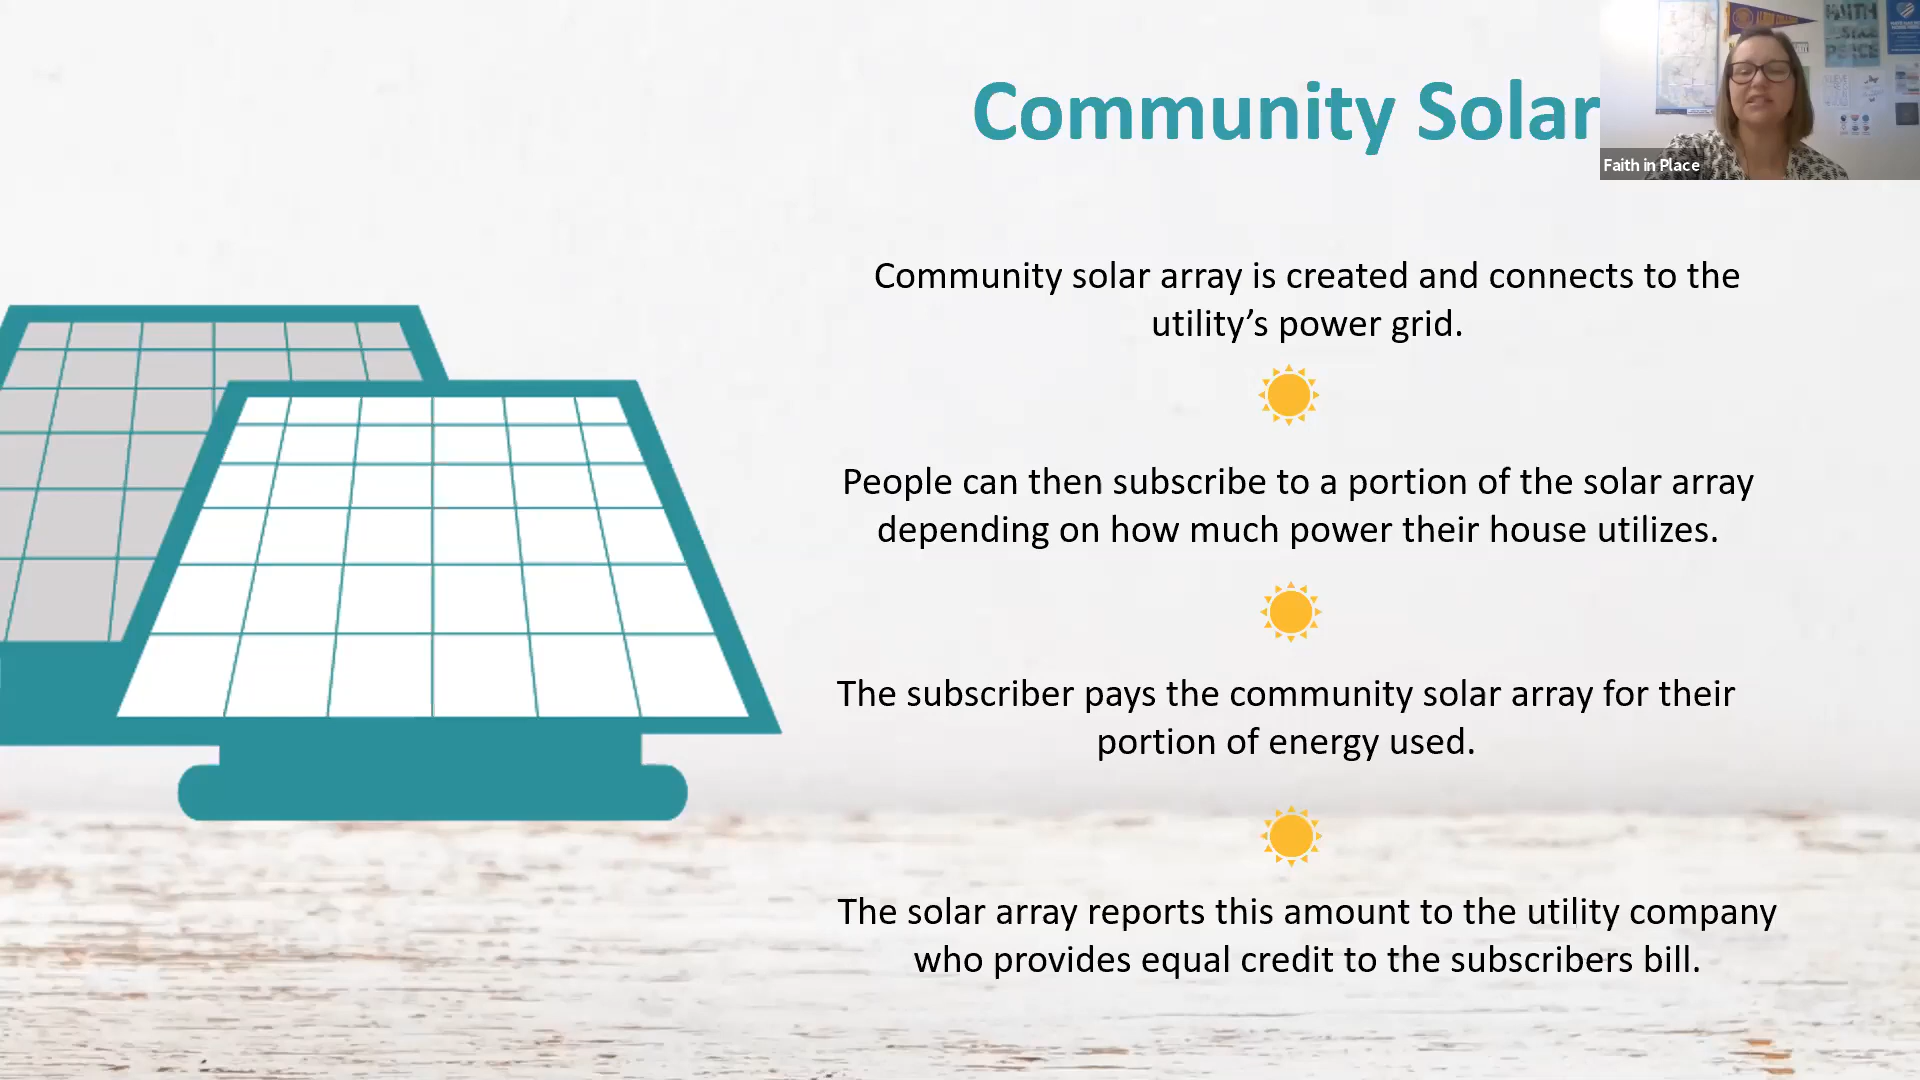 Community Solar
Faith in Place
FAITH
PEACE
Community solar array is created and connects to the
utility’s power grid.
People can then subscribe to a portion of the solar array
depending on how much power their house utilizes.
The subscriber pays the community solar array for their
portion of energy used.
The solar array reports this amount to the utility company
who provides equal credit to the subscribers bill.